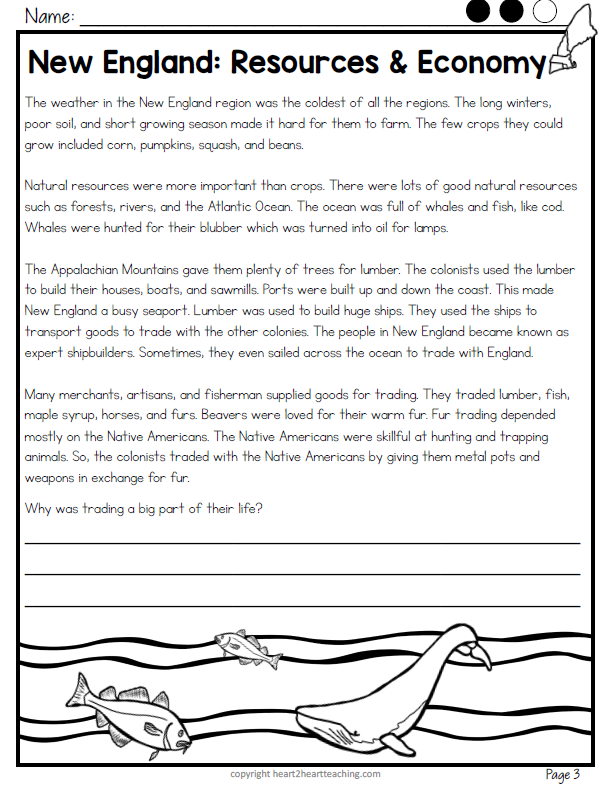 Name:
New England: Resources & Economy
The weather in the New England region was the coldest of all the regions. The long winters,
poor soil, and short growing season made it hard for them to farm. The few crops they could
grow included corn, pumpkins, squash, and beans.
Natural resources were more important than crops. There were lots of good natural resources
such as forests, rivers, and the Atlantic Ocean. The ocean was full of whales and fish, like cod.
Whales were hunted for their blubber which was turned into oil for lamps.
The Appalachian Mountains gave them plenty of trees for lumber. The colonists used the lumber
to build their houses, boats, and sawmills. Ports were built up and down the coast. This made
New England a busy seaport. Lumber was used to build huge ships. They used the ships to
transport goods to trade with the other colonies. The people in New England became known as
expert shipbuilders. Sometimes, they even sailed across the ocean to trade with England.
Many merchants, artisans, and fisherman supplied goods for trading. They traded lumber, fish,
maple syrup, horses, and furs. Beavers were loved for their warm fur. Fur trading depended
mostly on the Native Americans. The Native Americans were skillful at hunting and trapping
animals. So, the colonists traded with the Native Americans by giving them metal pots and
weapons in exchange for fur.
Why was trading a big part of their life?
copyright heart2heartteaching.com
Page 3